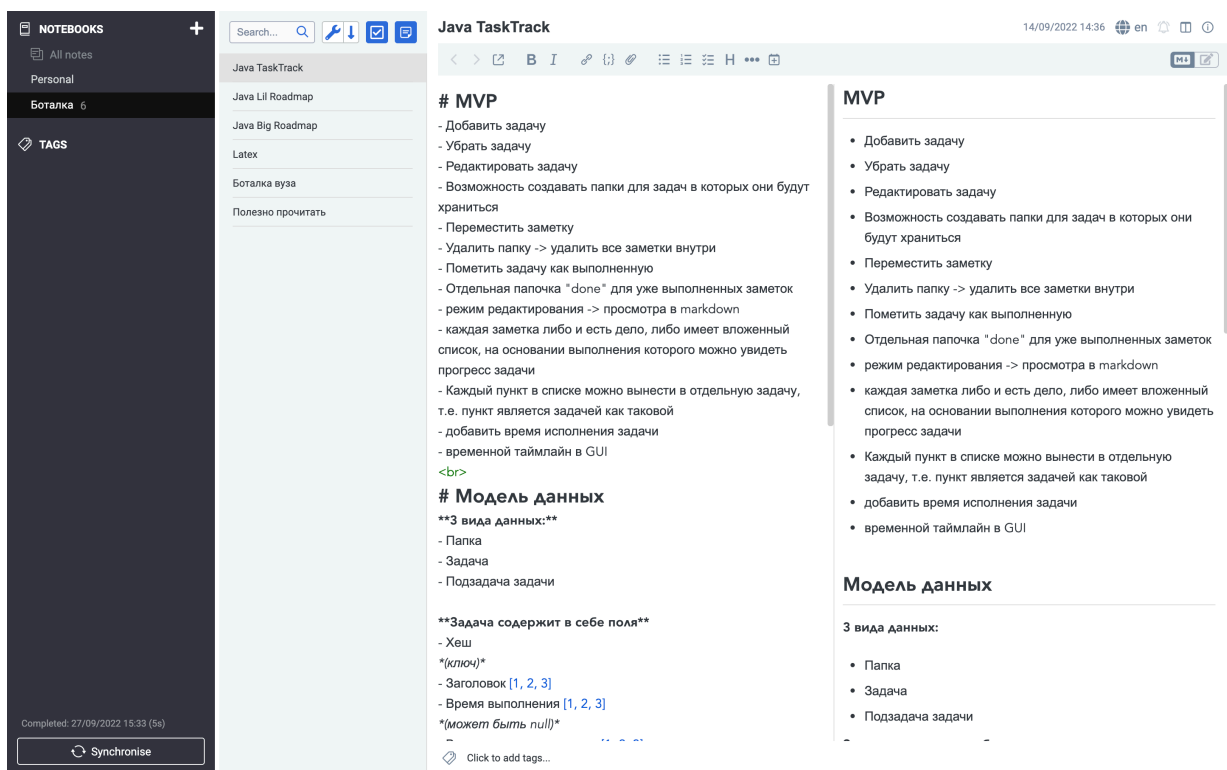 NOTEBOOKS
All notes
Personal
Боталка 6
TAGS
Completed: 27/09/2022 15:33 (5s)
Synchronise
Search...
Java TaskTrack
Java Lil Roadmap
Java Big Roadmap
Latex
Боталка вуза
Полезно прочитать
Java TaskTrack
14/09/2022 14:36 en
B I H M↓
# MVP
- Добавить задачу
- Убрать задачу
- Редактировать задачу
- Возможность создавать папки для задач в которых они будут
храниться
- Переместить заметку
- Удалить папку -> удалить все заметки внутри
- Пометить задачу как выполненную
- Отдельная папочка "done" для уже выполненных заметок
- режим редактирования -> просмотра в markdown
- каждая заметка либо и есть дело, либо имеет вложенный
список, на основании выполнения которого можно увидеть
прогресс задачи
- Каждый пункт в списке можно вынести в отдельную задачу,
т.е. пункт является задачей как таковой
- добавить время исполнения задачи
- временной таймлайн в GUI
<br>
# Модель данных
**3 вида данных:**
- Папка
- Задача
- Подзадача задачи
**Задача содержит в себе поля**
- Хеш
*(ключ)*
- Заголовок [1, 2, 3]
- Время выполнения [1, 2, 3]
*(может быть null)*
Click to add tags...
MVP
• Добавить задачу
• Убрать задачу
• Редактировать задачу
• Возможность создавать папки для задач в которых они
будут храниться
• Переместить заметку
• Удалить папку -> удалить все заметки внутри
• Пометить задачу как выполненную
• Отдельная папочка "done" для уже выполненных заметок
• режим редактирования -> просмотра в markdown
• каждая заметка либо и есть дело, либо имеет вложенный
список, на основании выполнения которого можно увидеть
прогресс задачи
• Каждый пункт в списке можно вынести в отдельную
задачу, т.е. пункт является задачей как таковой
• добавить время исполнения задачи
• временной таймлайн в GUI
Модель данных
3 вида данных:
• Папка
• Задача
• Подзадача задачи